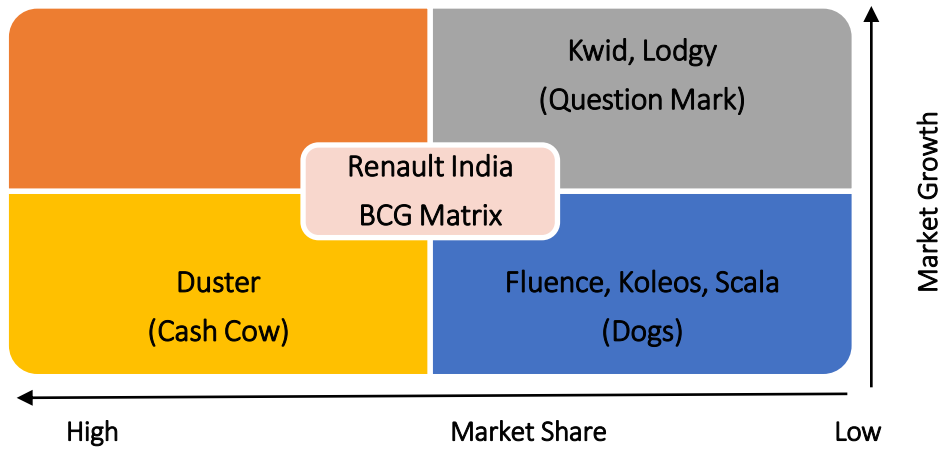 Kwid, Lodgy
(Question Mark)
Renault India
BCG Matrix
Duster
(Cash Cow)
Fluence, Koleos, Scala
(Dogs)
Market Growth
High
Market Share
Low